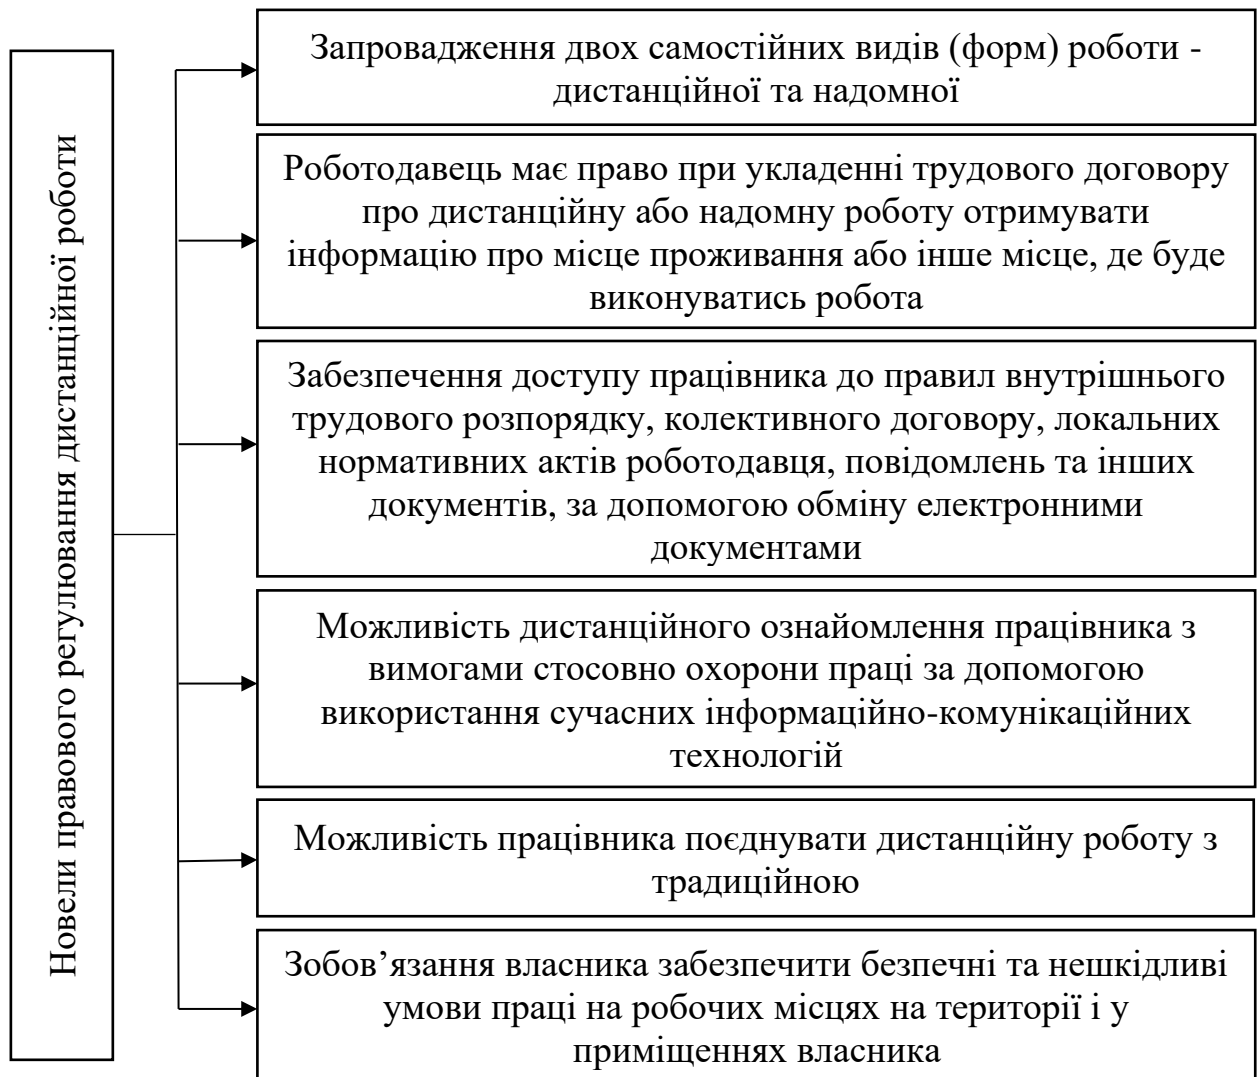 Новели правового регулювання дистанційної роботи
Запровадження двох самостійних видів (форм) роботи -
дистанційної та надомної
Роботодавець має право при укладенні трудового договору
про дистанційну або надомну роботу отримувати
інформацію про місце проживання або інше місце, де буде
виконуватись робота
Забезпечення доступу працівника до правил внутрішнього
трудового розпорядку, колективного договору, локальних
нормативних актів роботодавця, повідомлень та інших
документів, за допомогою обміну електронними
документами
Можливість дистанційного ознайомлення працівника з
вимогами стосовно охорони праці за допомогою
використання сучасних інформаційно-комунікаційних
технологій
Можливість працівника поєднувати дистанційну роботу з
традиційною
Зобов’язання власника забезпечити безпечні та нешкідливі
умови праці на робочих місцях на території і у
приміщеннях власника